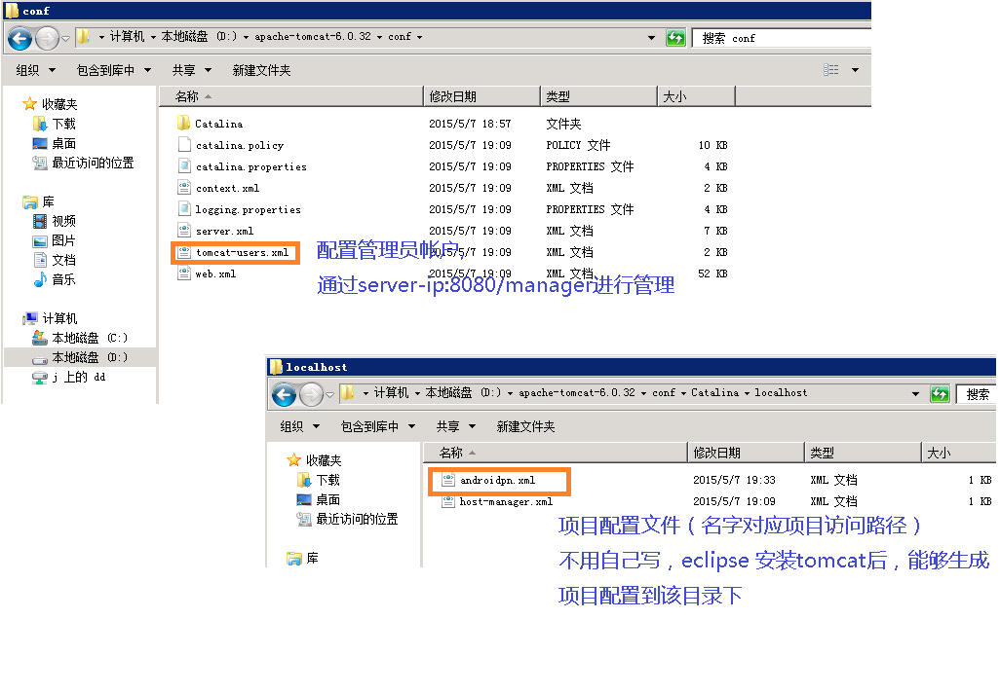 conf
计算机 本地磁盘 (D:) apache-tomcat-6.0.32 conf
搜索 conf
组织 包含到库中 共享 新建文件夹
收藏夹
下载
桌面
最近访问的位置
库
视频
图片
文档
音乐
计算机
本地磁盘 (C:)
本地磁盘 (D:)
j 上的 dd
名称 修改日期 类型 大小
Catalina 2015/5/7 18:57 文件夹
catalina.policy 2015/5/7 19:09 POLICY 文件 10 KB
catalina.properties 2015/5/7 19:09 PROPERTIES 文件 4 KB
context.xml 2015/5/7 19:09 XML 文档 2 KB
logging.properties 2015/5/7 19:09 PROPERTIES 文件 4 KB
server.xml 2015/5/7 19:09 XML 文档 7 KB
tomcat-users.xml 2015/5/7 19:09 XML 文档 2 KB
web.xml 2015/5/7 19:09 XML 文档 52 KB
配置管理员帐户,
通过server-ip:8080/manager进行管理
localhost
计算机 本地磁盘 (D:) apache-tomcat-6.0.32 conf Catalina localhost
搜索
组织 包含到库中 共享 新建文件夹
收藏夹
下载
桌面
最近访问的位置
库
名称 修改日期 类型 大小
androidpn.xml 2015/5/7 19:33 XML 文档 1 KB
host-manager.xml 2015/5/7 19:09 XML 文档 1 KB
项目配置文件（名字对应项目访问路径）
不用自己写，eclipse 安装tomcat后，能够生成
项目配置到该目录下